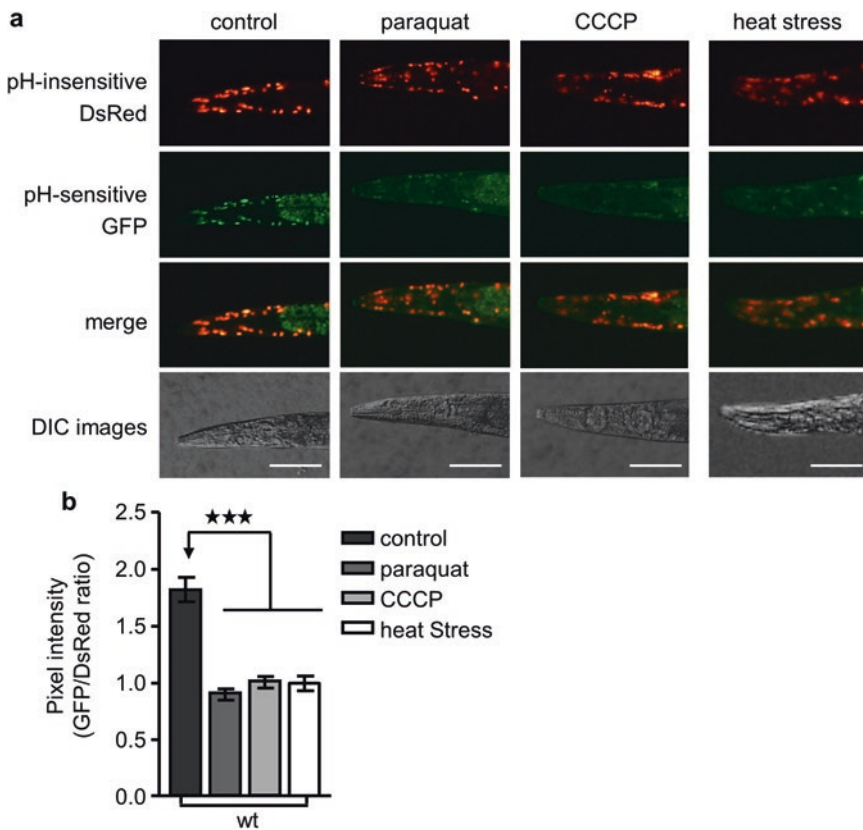 a
control paraquat CCCP heat stress
pH-insensitive
DsRed
pH-sensitive
GFP
merge
DIC images
b
★★★
2.5
2.0
1.5
1.0
0.5
0.0
Pixel intensity
(GFP/DsRed ratio)
control
paraquat
CCCP
heat Stress
wt